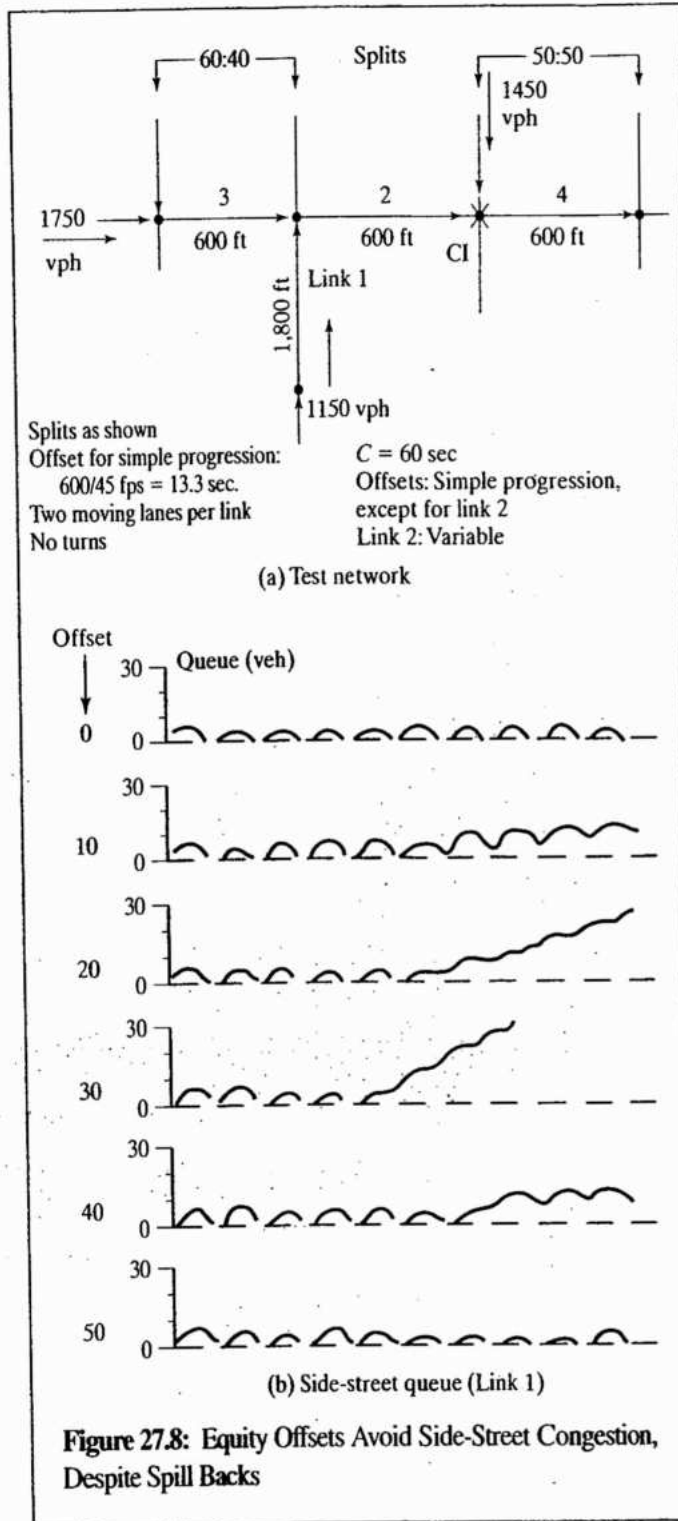 60:40 Splits 50:50
1450
vph
1750
vph
3 2 4
600 ft 600 ft 600 ft
CI
1,800 ft
Link 1
1150 vph
Splits as shown
Offset for simple progression:
600/45 fps = 13.3 sec.
Two moving lanes per link
No turns
C = 60 sec
Offsets: Simple progression,
except for link 2
Link 2: Variable
(a) Test network
Offset
Queue (veh)
30
0 0
30
10 0
30
20 0
30
30 0
30
40 0
30
50 0
(b) Side-street queue (Link 1)
Figure 27.8: Equity Offsets Avoid Side-Street Congestion,
Despite Spill Backs